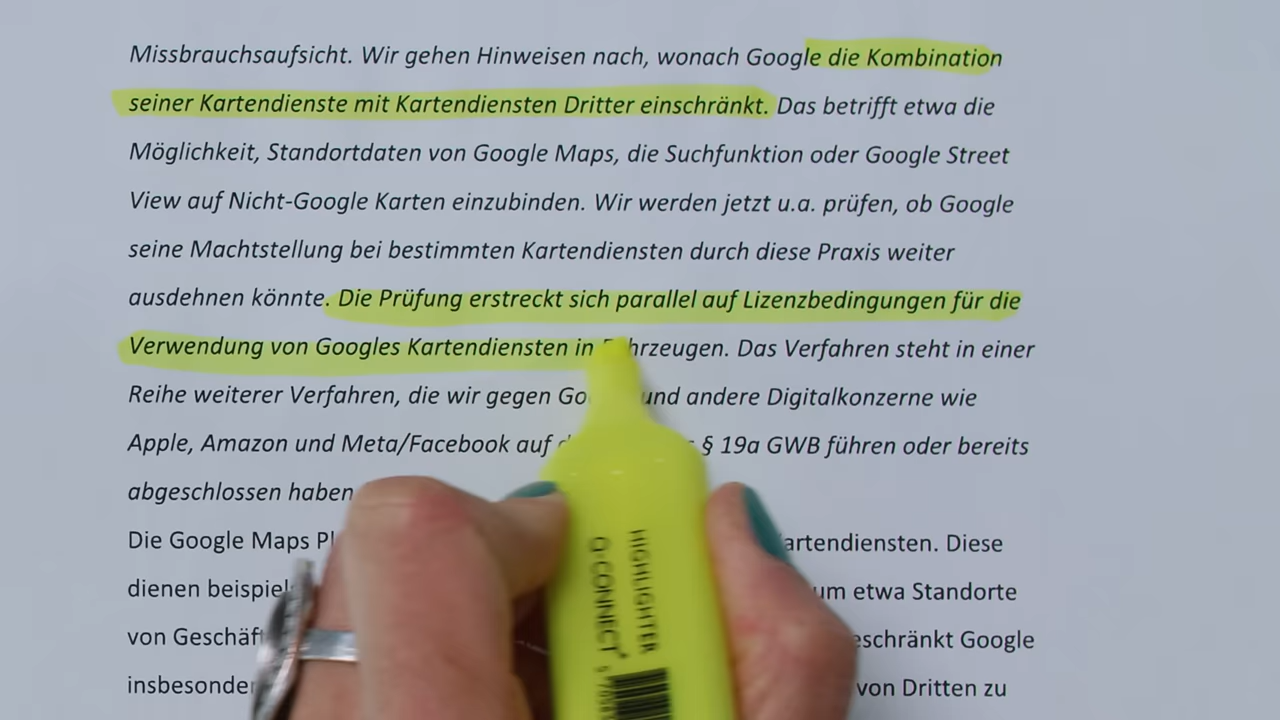 Missbrauchsaufsicht. Wir gehen Hinweisen nach, wonach Google die Kombination
seiner Kartendienste mit Kartendiensten Dritter einschränkt. Das betrifft etwa die
Möglichkeit, Standortdaten von Google Maps, die Suchfunktion oder Google Street
View auf Nicht-Google Karten einzubinden. Wir werden jetzt u.a. prüfen, ob Google
seine Machtstellung bei bestimmten Kartendiensten durch diese Praxis weiter
ausdehnen könnte. Die Prüfung erstreckt sich parallel auf Lizenzbedingungen für die
Verwendung von Googles Kartendiensten in Fahrzeugen. Das Verfahren steht in einer
Reihe weiterer Verfahren, die wir gegen und andere Digitalkonzerne wie
Apple, Amazon und Meta/Facebook auf § 19a GWB führen oder bereits
abgeschlossen haben
Die Google Maps artendiensten. Diese
dienen um etwa Standorte
von Geschäft eschränkt Google
insbesonder von Dritten zu
HIGHLIGHTER
Q-CONNECT